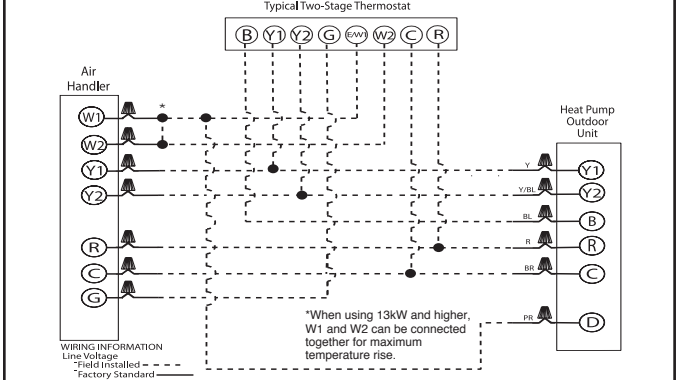 Typical Two-Stage Thermostat
B Y1 Y2 G E/W1 W2 C R
Air
Handler
*
W1
W2
Y1
Y2
R
C
G
Heat Pump
Outdoor
Unit
Y Y1
Y/BL Y2
BL B
R R
BR C
PR D
*When using 13kW and higher,
W1 and W2 can be connected
together for maximum
temperature rise.
WIRING INFORMATION
Line Voltage
-Field Installed
-Factory Standard